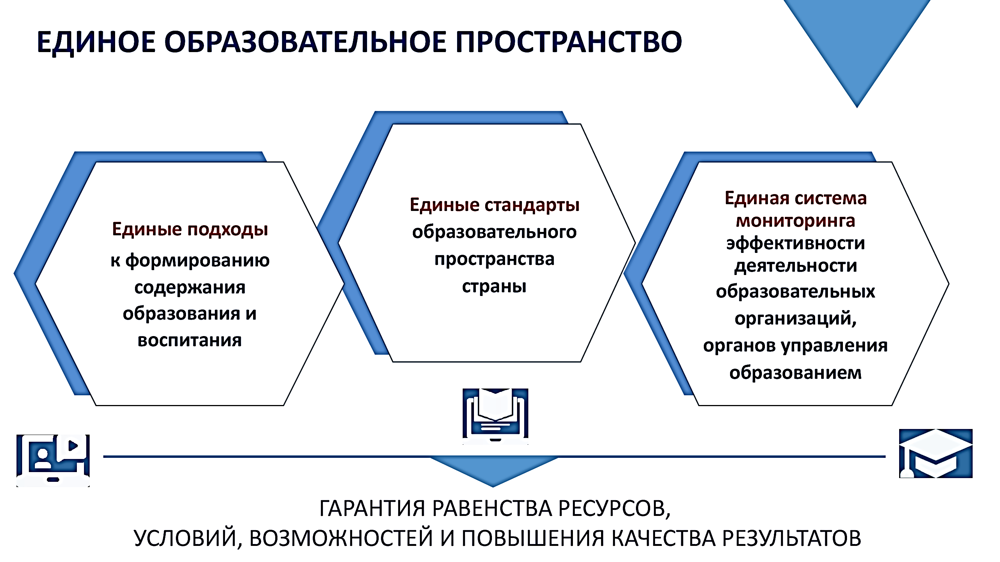 ЕДИНОЕ ОБРАЗОВАТЕЛЬНОЕ ПРОСТРАНСТВО
Единые подходы
к формированию
содержания
образования и
воспитания
Единые стандарты
образовательного
пространства
страны
Единая система
мониторинга
эффективности
деятельности
образовательных
организаций,
органов управления
образованием
ГАРАНТИЯ РАВЕНСТВА РЕСУРСОВ,
УСЛОВИЙ, ВОЗМОЖНОСТЕЙ И ПОВЫШЕНИЯ КАЧЕСТВА РЕЗУЛЬТАТОВ